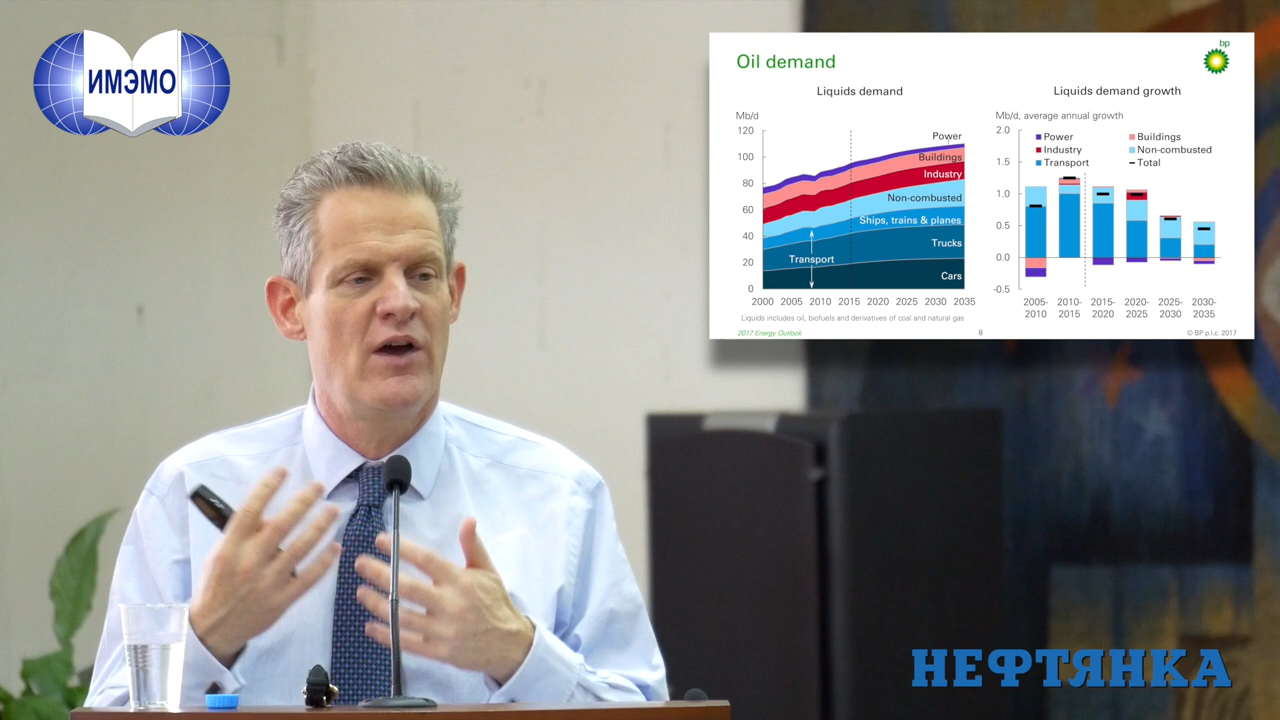 ИМЭМО
bp
Oil demand
Liquids demand
Mb/d
120
100
80
60
40
20
0
Power
Buildings
Industry
Non-combusted
Ships, trains & planes
Trucks
Transport
Cars
2000 2005 2010 2015 2020 2025 2030 2035
Liquids includes oil, biofuels and derivatives of coal and natural gas
Liquids demand growth
Mb/d, average annual growth
2.0
1.5
1.0
0.5
0.0
-0.5
Power Buildings
Industry Non-combusted
Transport Total
2005- 2010- 2015- 2020- 2025- 2030-
2010 2015 2020 2025 2030 2035
2017 Energy Outlook 8 © BP p.l.c. 2017
НЕФТЯНКА